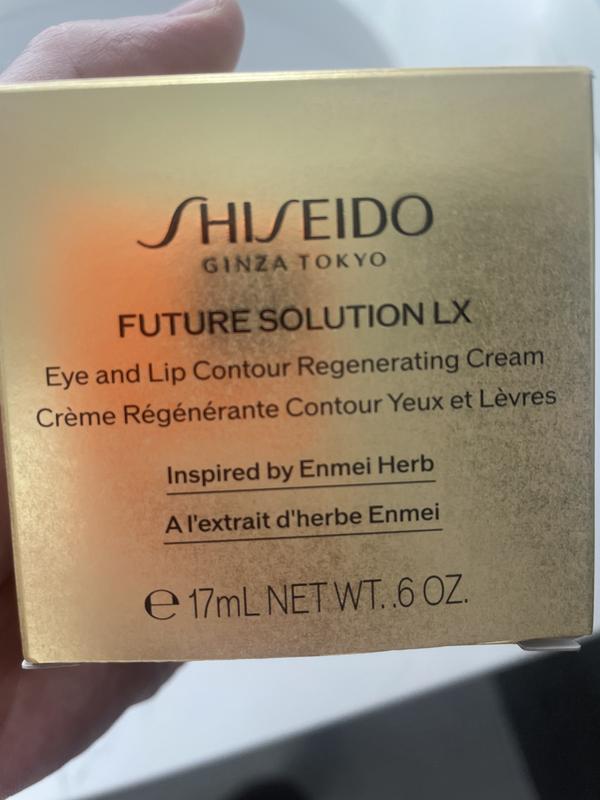 SHISEIDO
GINZA TOKYO
FUTURE SOLUTION LX
Eye and Lip Contour Regenerating Cream
Crème Régénérante Contour Yeux et Lèvres
Inspired by Enmei Herb
A l'extrait d'herbe Enmei
℮ 17mL NET WT. .6 OZ.